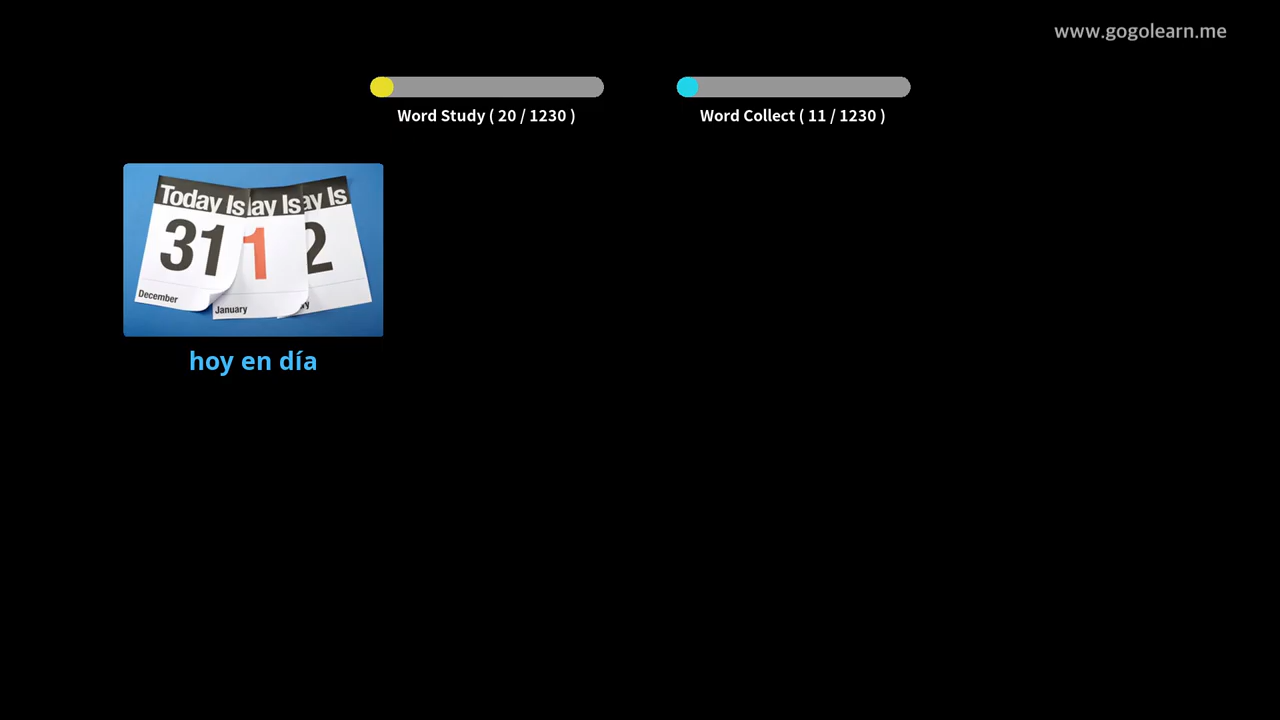 www.gogolearn.me
Word Study ( 20 / 1230 )
Word Collect ( 11 / 1230 )
Today Is
31
December
ay Is
1
January
ay Is
2
hoy en día